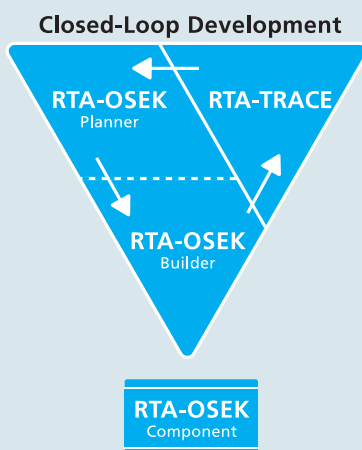 Closed-Loop Development
RTA-OSEK
Planner
RTA-TRACE
RTA-OSEK
Builder
RTA-OSEK
Component